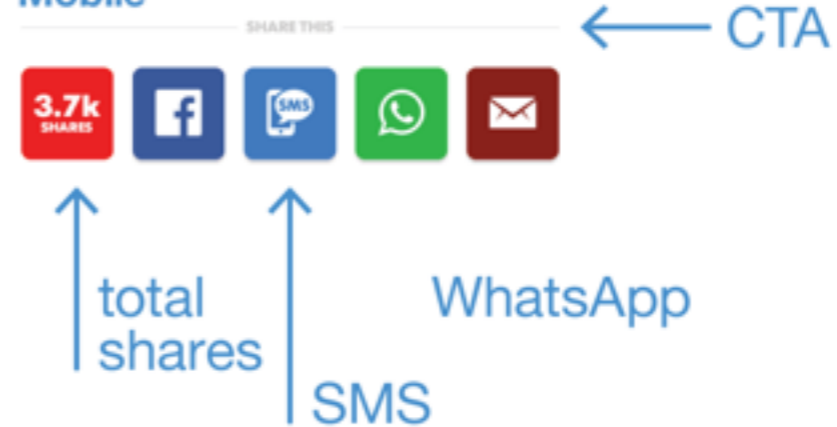 Mobile
SHARE THIS
CTA
3.7k
SHARES
SMS
total
shares
WhatsApp
SMS